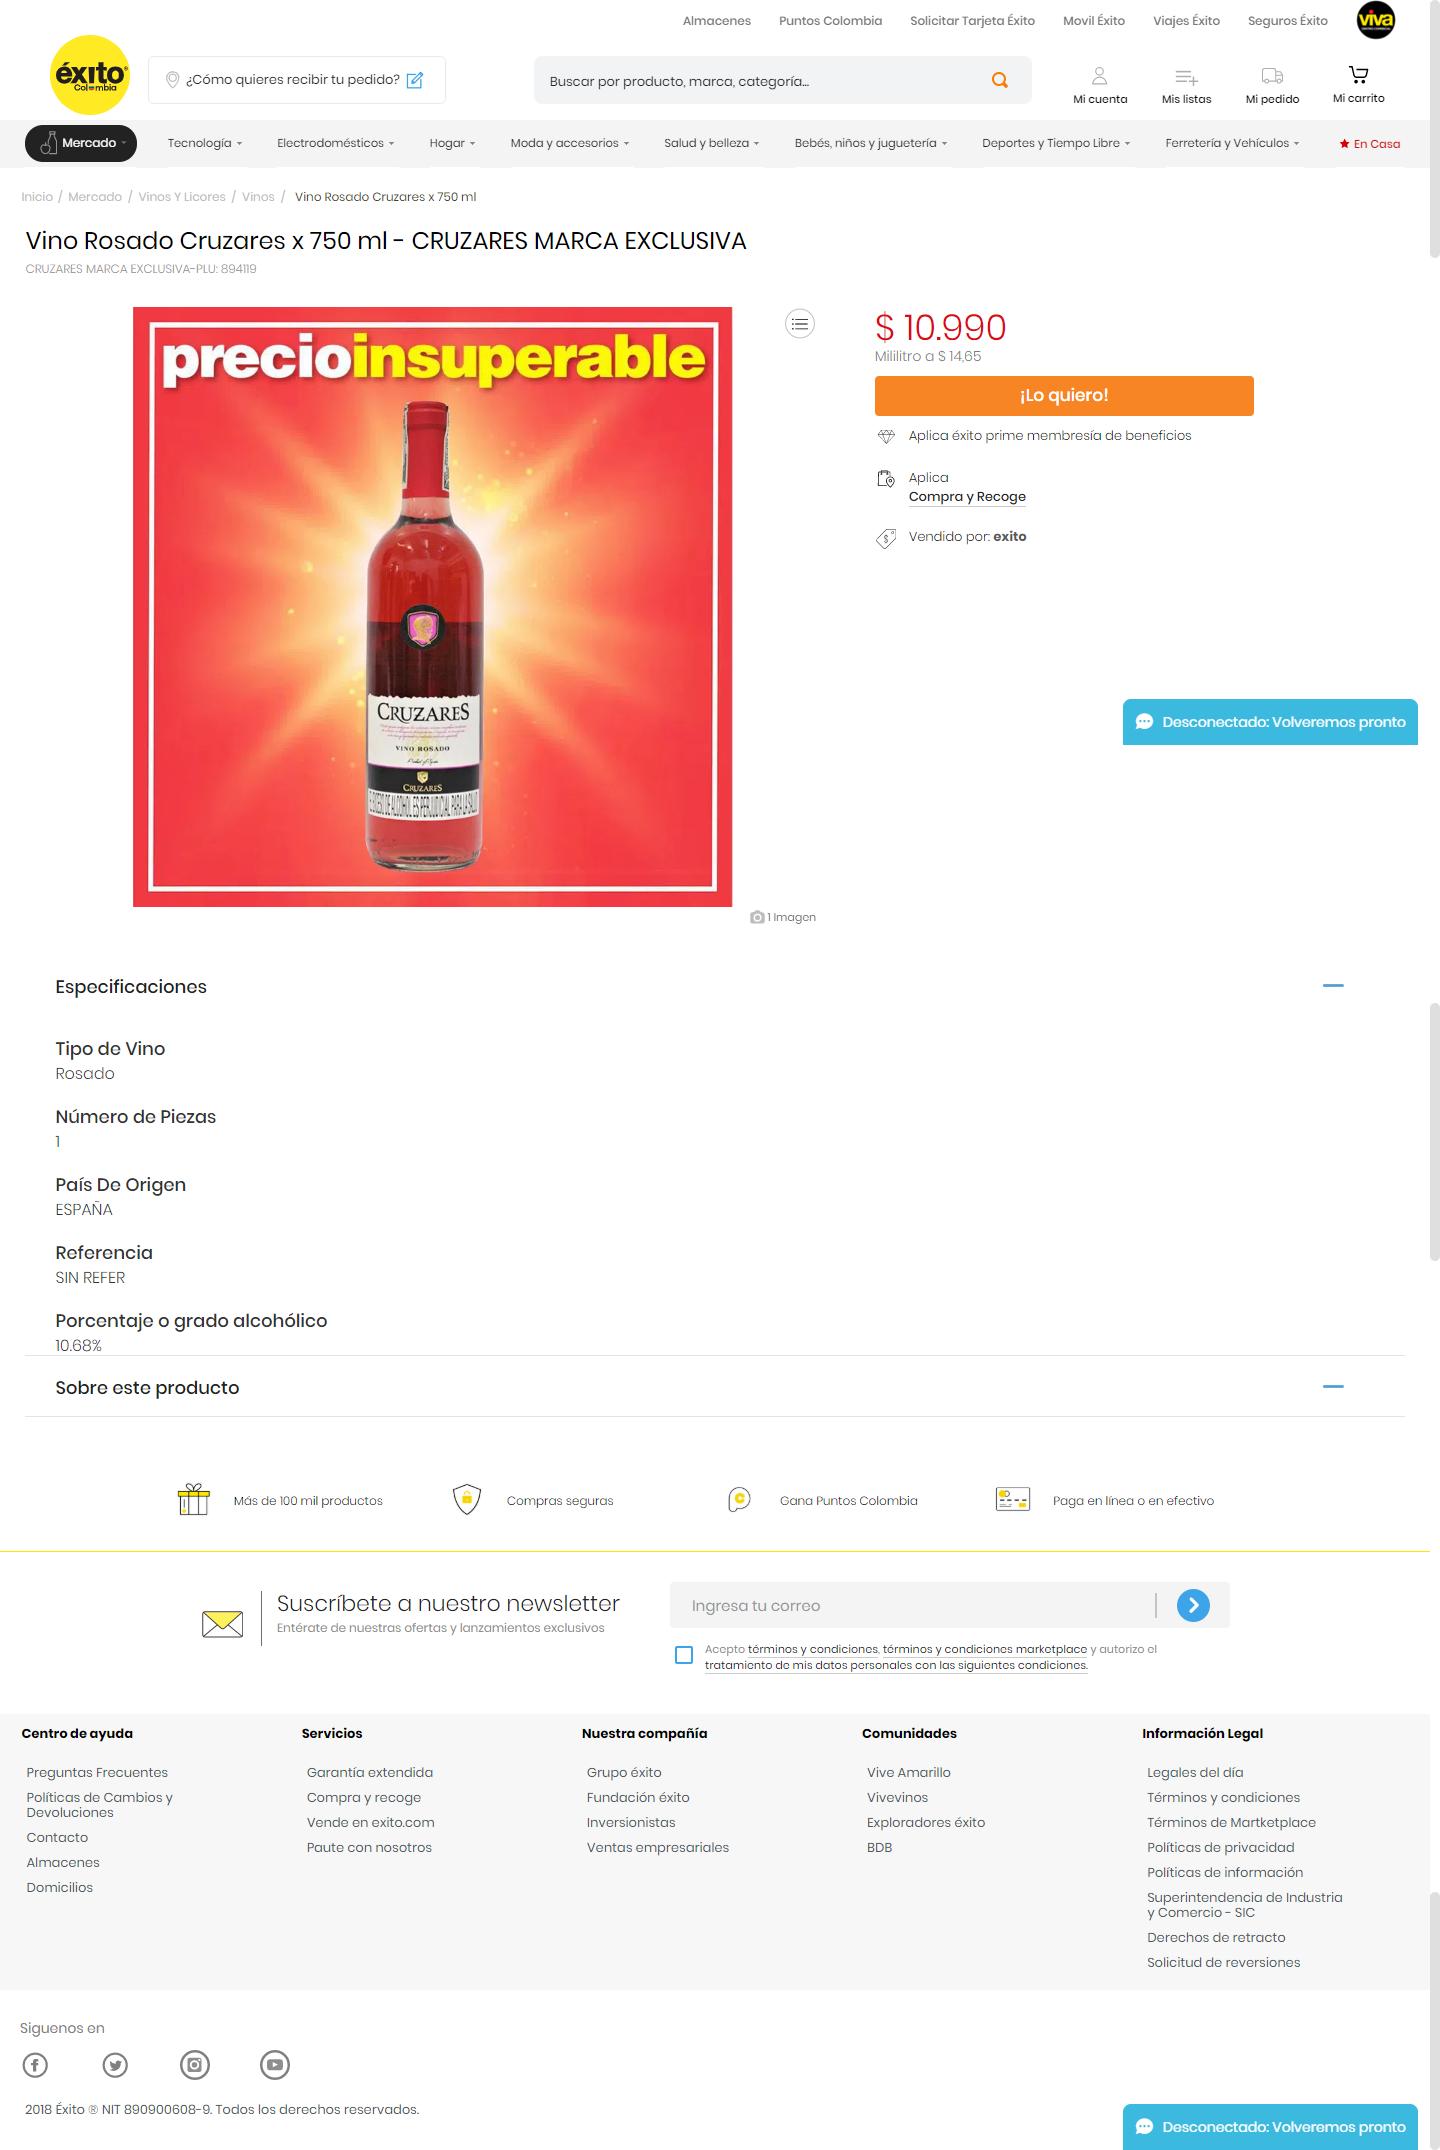 Almacenes Puntos Colombia Solicitar Tarjeta Éxito Movil Éxito Viajes Éxito Seguros Éxito viva
éxito
Colombia
¿Cómo quieres recibir tu pedido?
Buscar por producto, marca, categoría...
Mi cuenta Mis listas Mi pedido Mi carrito
Mercado Tecnología Electrodomésticos Hogar Moda y accesorios Salud y belleza Bebés, niños y juguetería Deportes y Tiempo Libre Ferretería y Vehículos En Casa
Inicio / Mercado / Vinos Y Licores / Vinos / Vino Rosado Cruzares x 750 ml
Vino Rosado Cruzares x 750 ml - CRUZARES MARCA EXCLUSIVA
CRUZARES MARCA EXCLUSIVA-PLU: 894119
precioinsuperable
CRUZARES
VINO ROSADO
Product of Spain
CRUZARES
EL EXCESO DE ALCOHOL ES PERJUDICIAL PARA LA SALUD
1 Imagen
$ 10.990
Mililitro a $ 14,65
¡Lo quiero!
Aplica éxito prime membresía de beneficios
Aplica
Compra y Recoge
Vendido por: exito
Desconectado: Volveremos pronto
Especificaciones
Tipo de Vino
Rosado
Número de Piezas
1
País De Origen
ESPAÑA
Referencia
SIN REFER
Porcentaje o grado alcohólico
10.68%
Sobre este producto
Más de 100 mil productos Compras seguras Gana Puntos Colombia Paga en línea o en efectivo
Suscríbete a nuestro newsletter
Entérate de nuestras ofertas y lanzamientos exclusivos
Ingresa tu correo
Acepto términos y condiciones, términos y condiciones marketplace y autorizo el
tratamiento de mis datos personales con las siguientes condiciones.
Centro de ayuda
Preguntas Frecuentes
Políticas de Cambios y
Devoluciones
Contacto
Almacenes
Domicilios
Servicios
Garantía extendida
Compra y recoge
Vende en exito.com
Paute con nosotros
Nuestra compañía
Grupo éxito
Fundación éxito
Inversionistas
Ventas empresariales
Comunidades
Vive Amarillo
Vivevinos
Exploradores éxito
BDB
Información Legal
Legales del día
Términos y condiciones
Términos de Martketplace
Políticas de privacidad
Políticas de información
Superintendencia de Industria
y Comercio - SIC
Derechos de retracto
Solicitud de reversiones
Siguenos en
2018 Éxito ® NIT 890900608-9. Todos los derechos reservados.
Desconectado: Volveremos pronto